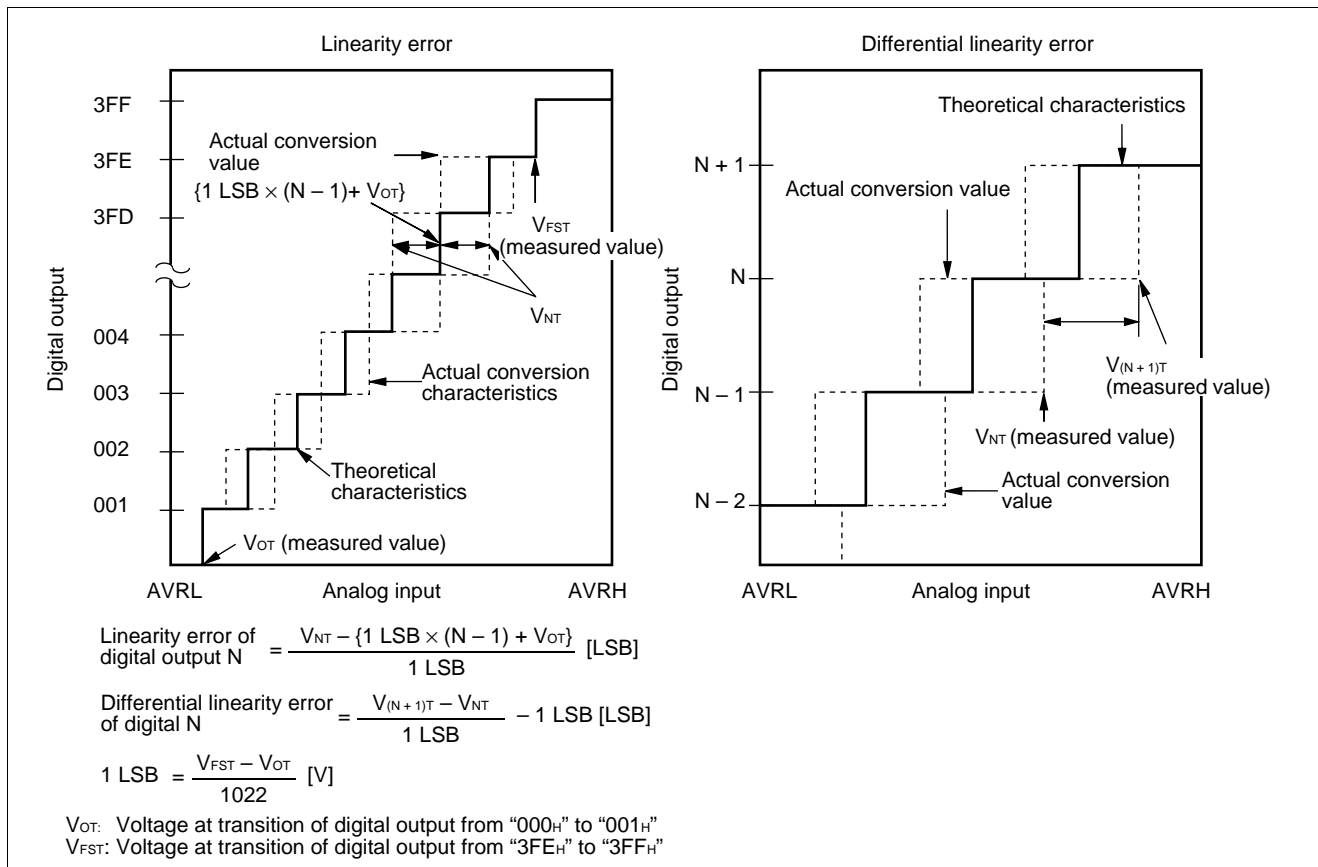 Linearity error
3FF
3FE
3FD
004
003
002
001
Digital output
Actual conversion
value
{1 LSB × (N – 1)+ VOT}
VFST
(measured value)
VNT
Actual conversion
characteristics
Theoretical
characteristics
VOT (measured value)
AVRL
Analog input
AVRH
Differential linearity error
Theoretical characteristics
N + 1
Actual conversion value
N
Digital output
V(N + 1)T
(measured value)
N – 1
VNT (measured value)
Actual conversion
value
N – 2
AVRL
Analog input
AVRH
Linearity error of
digital output N
=
VNT – {1 LSB × (N – 1) + VOT}
1 LSB
[LSB]
Differential linearity error
of digital N
=
V(N + 1)T – VNT
1 LSB
– 1 LSB [LSB]
1 LSB =
VFST – VOT
1022
[V]
VOT: Voltage at transition of digital output from “000H” to “001H”
VFST: Voltage at transition of digital output from “3FEH” to “3FFH”